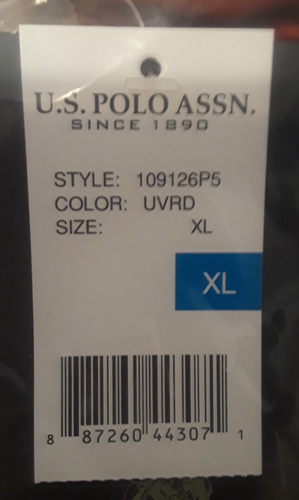 U.S. POLO ASSN.
SINCE 1890
STYLE: 109126P5
COLOR: UVRD
SIZE: XL
XL
8 87260 44307 1